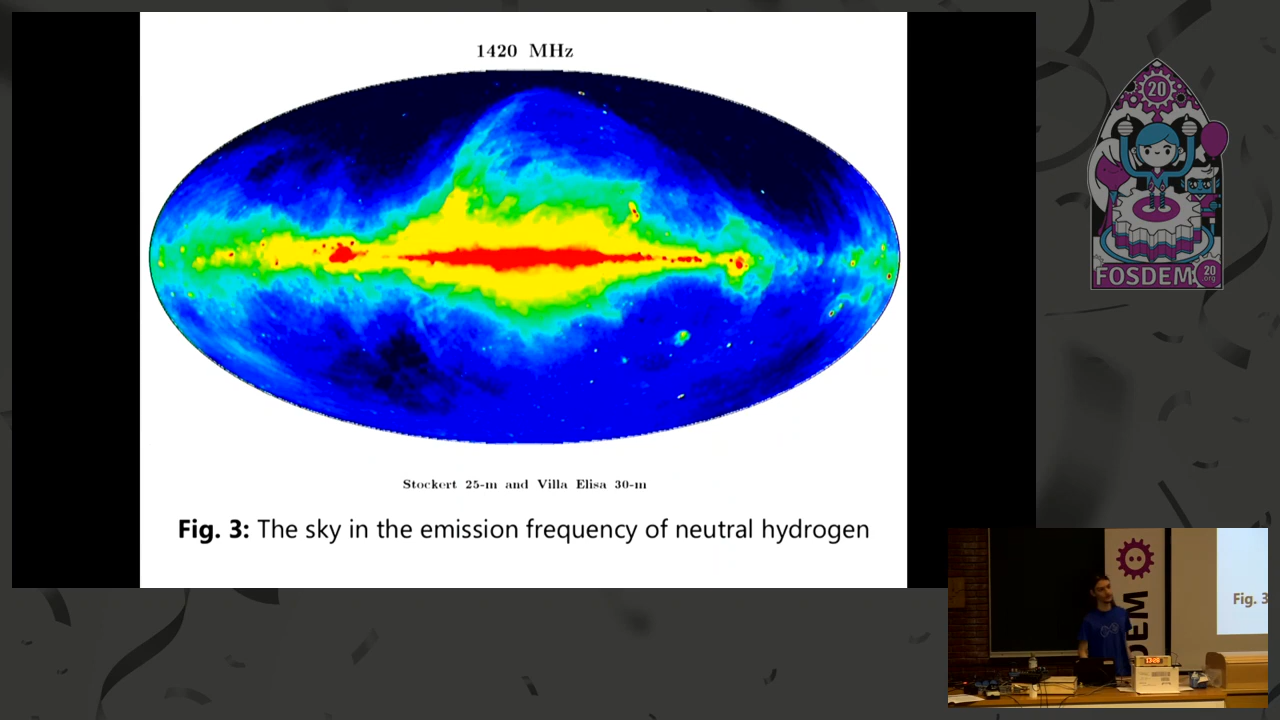 1420 MHz
Stockert 25-m and Villa Elisa 30-m
Fig. 3: The sky in the emission frequency of neutral hydrogen
20
FOSDEM 20
.org
DEM
Fig. 3